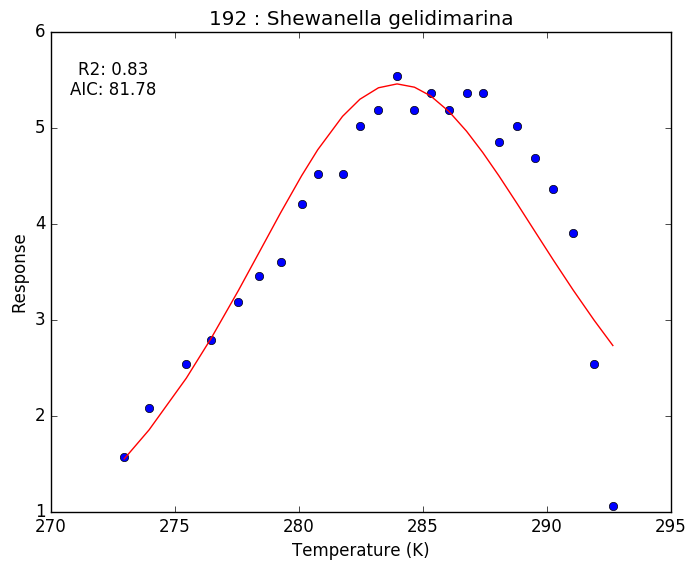 192 : Shewanella gelidimarina
R2: 0.83
AIC: 81.78
6
5
4
3
2
1
Response
270 275 280 285 290 295
Temperature (K)